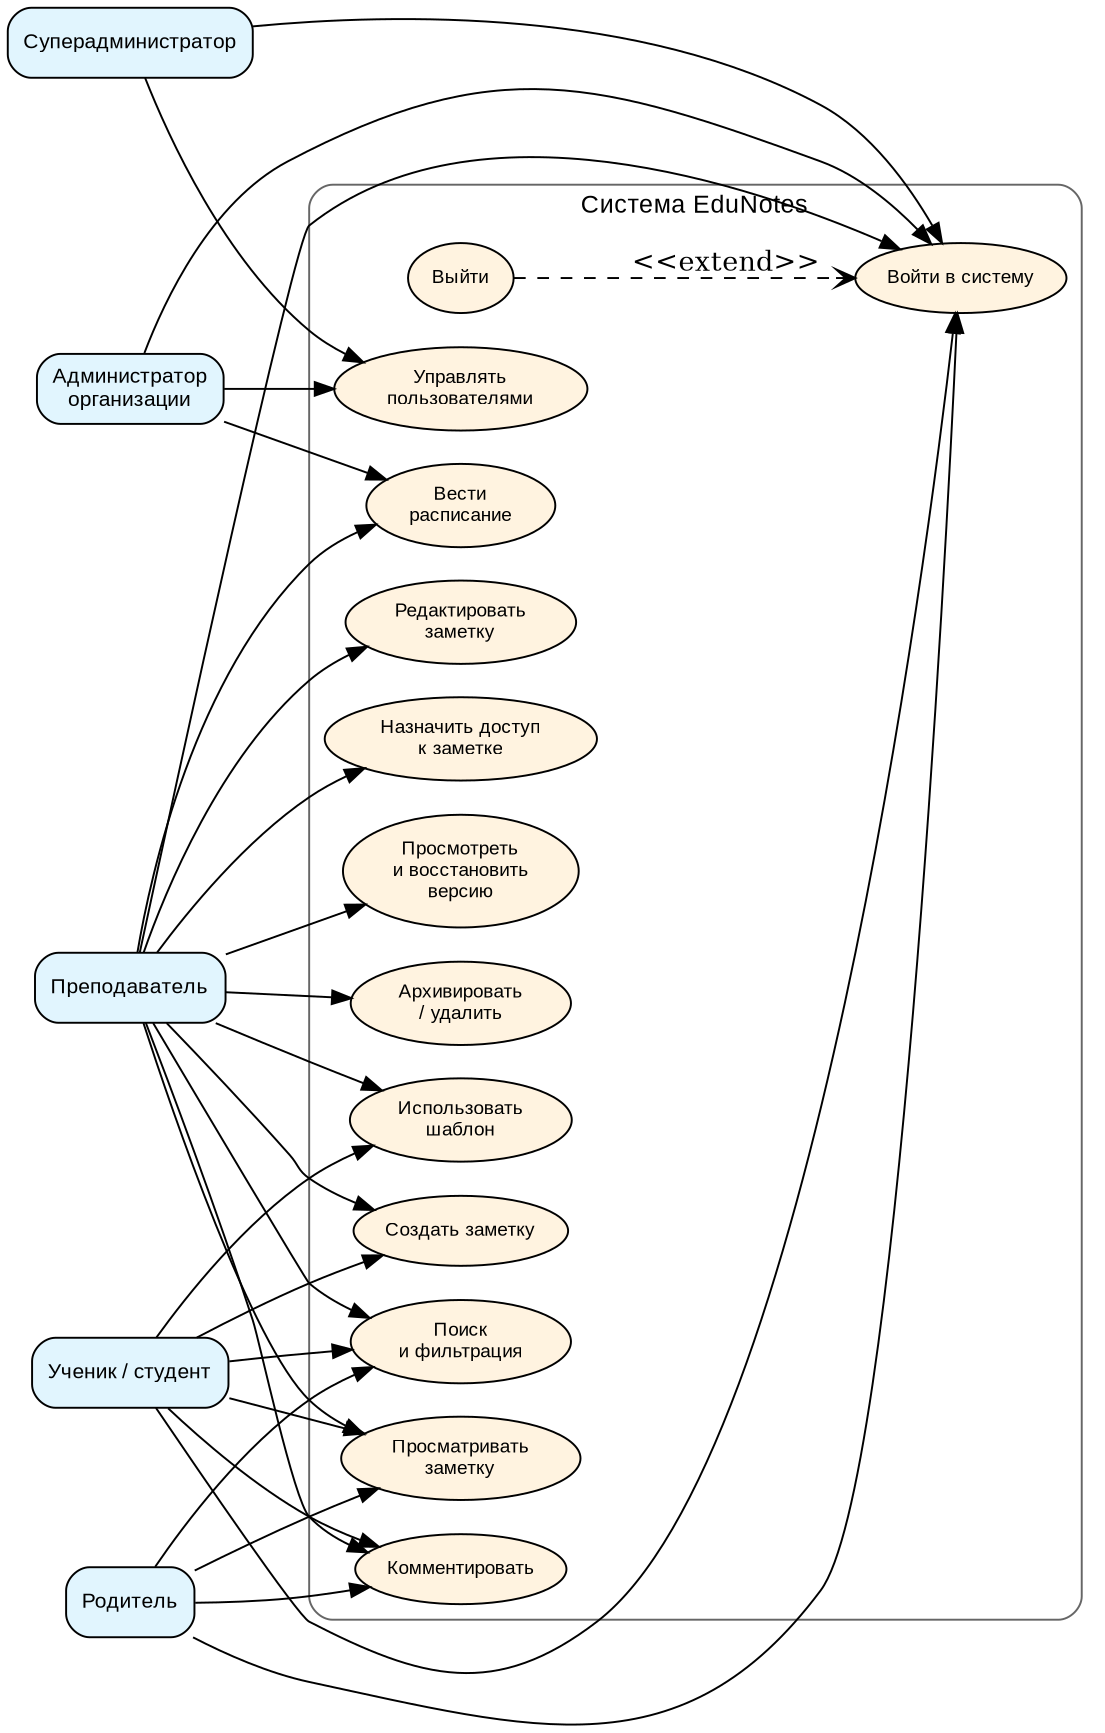 Суперадминистратор
Система EduNotes
Выйти
<<extend>>
Войти в систему
Администратор
организации
Управлять
пользователями
Вести
расписание
Редактировать
заметку
Назначить доступ
к заметке
Просмотреть
и восстановить
версию
Преподаватель
Архивировать
/ удалить
Использовать
шаблон
Создать заметку
Поиск
и фильтрация
Ученик / студент
Просматривать
заметку
Комментировать
Родитель